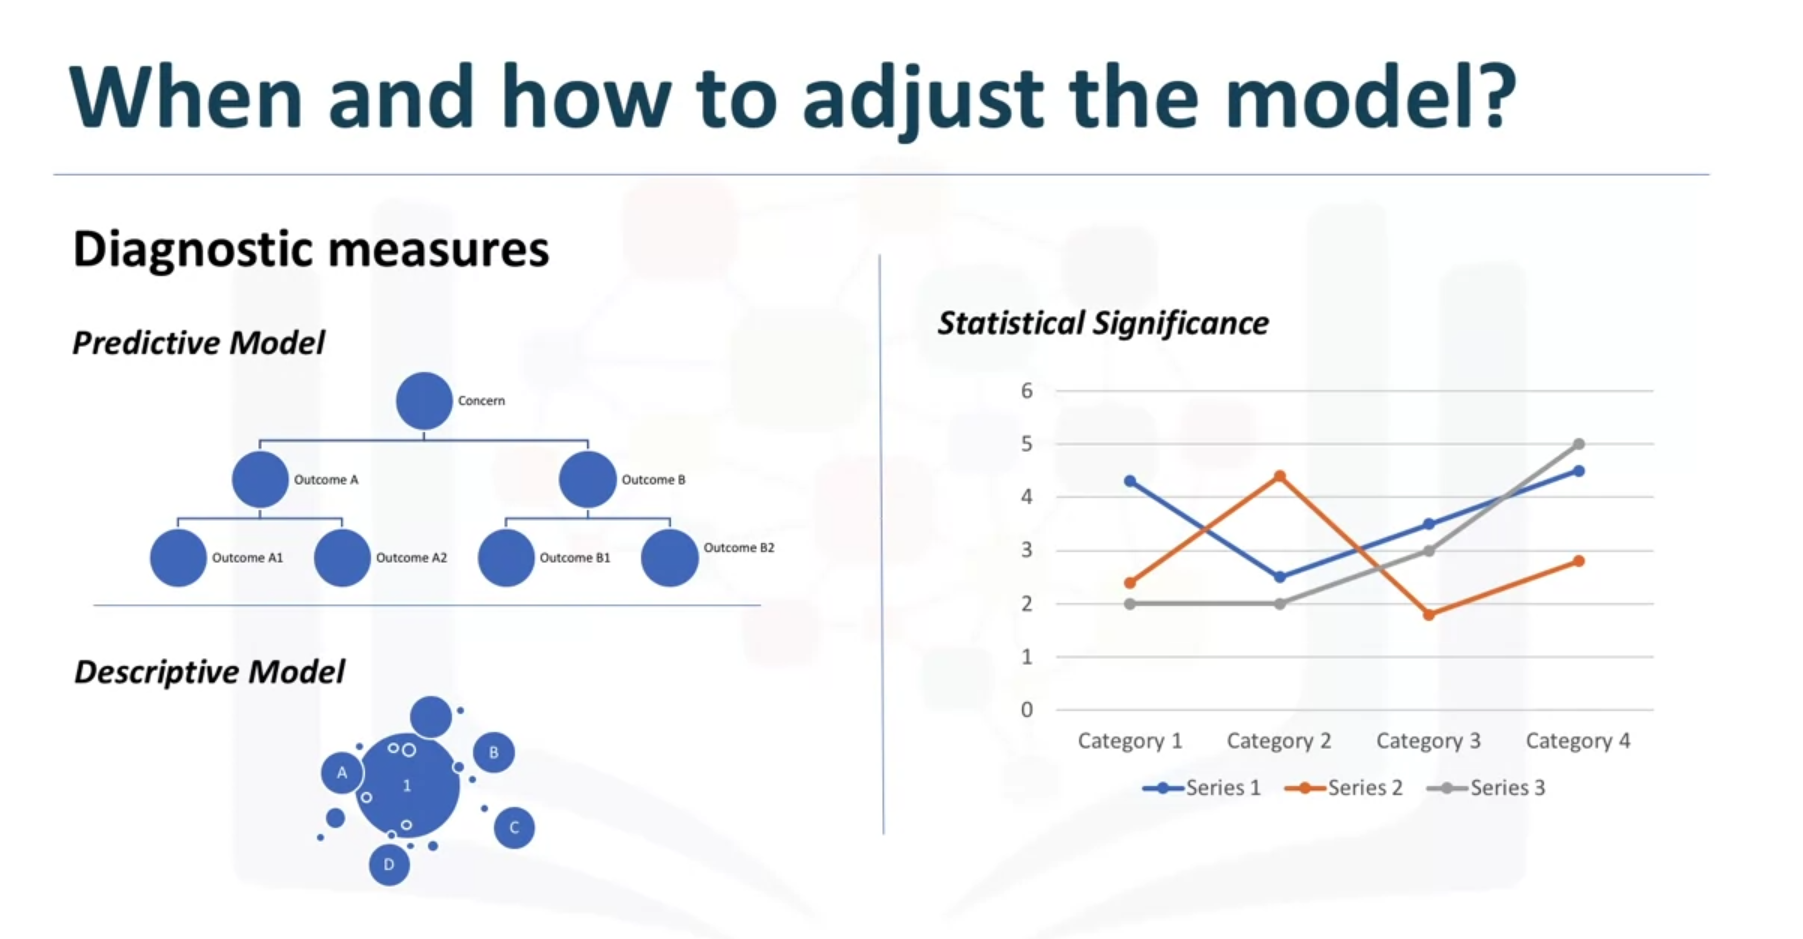 When and how to adjust the model?
Diagnostic measures
Predictive Model
Concern
Outcome A
Outcome B
Outcome A1
Outcome A2
Outcome B1
Outcome B2
Descriptive Model
A
1
B
C
D
Statistical Significance
6
5
4
3
2
1
0
Category 1 Category 2 Category 3 Category 4
Series 1 Series 2 Series 3